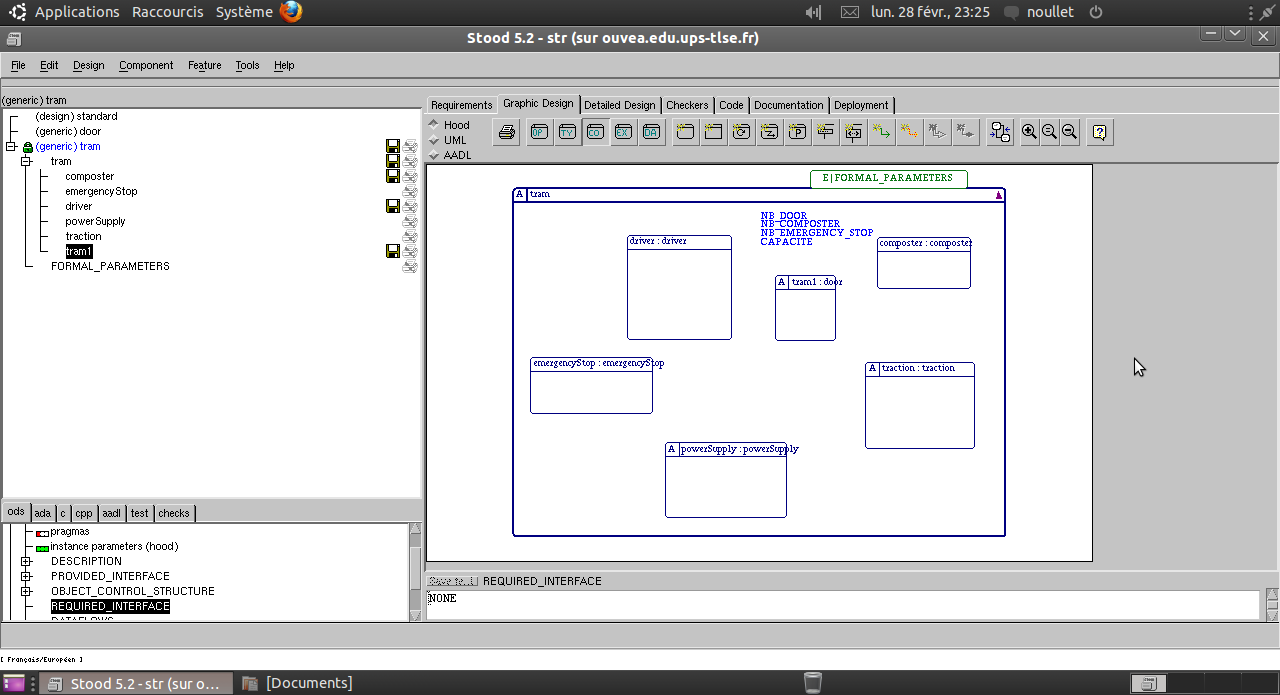 Applications Raccourcis Système lun. 28 févr., 23:25 noullet
Stood 5.2 - str (sur ouvea.edu.ups-tlse.fr)
File Edit Design Component Feature Tools Help
(generic) tram
(design) standard
(generic) door
(generic) tram
tram
composter
emergencyStop
driver
powerSupply
traction
tram1
FORMAL_PARAMETERS
Requirements Graphic Design Detailed Design Checkers Code Documentation Deployment
Hood
UML
AADL
OP TY CO EX DA
E|FORMAL_PARAMETERS
A tram
NB_DOOR
NB_COMPOSTER
NB_EMERGENCY_STOP
CAPACITE
driver : driver
composter : composter
A tram1 : door
emergencyStop : emergencyStop
A traction : traction
A powerSupply : powerSupply
ods ada c cpp aadl test checks
pragmas
instance parameters (hood)
DESCRIPTION
PROVIDED_INTERFACE
OBJECT_CONTROL_STRUCTURE
REQUIRED_INTERFACE
DATAFLOWS
REQUIRED_INTERFACE
NONE
[ Français/Européen ]
Stood 5.2 - str (sur o... [Documents]